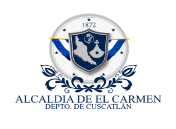 1872
ALCALDIA DE EL CARMEN
DEPTO. DE CUSCATLÁN